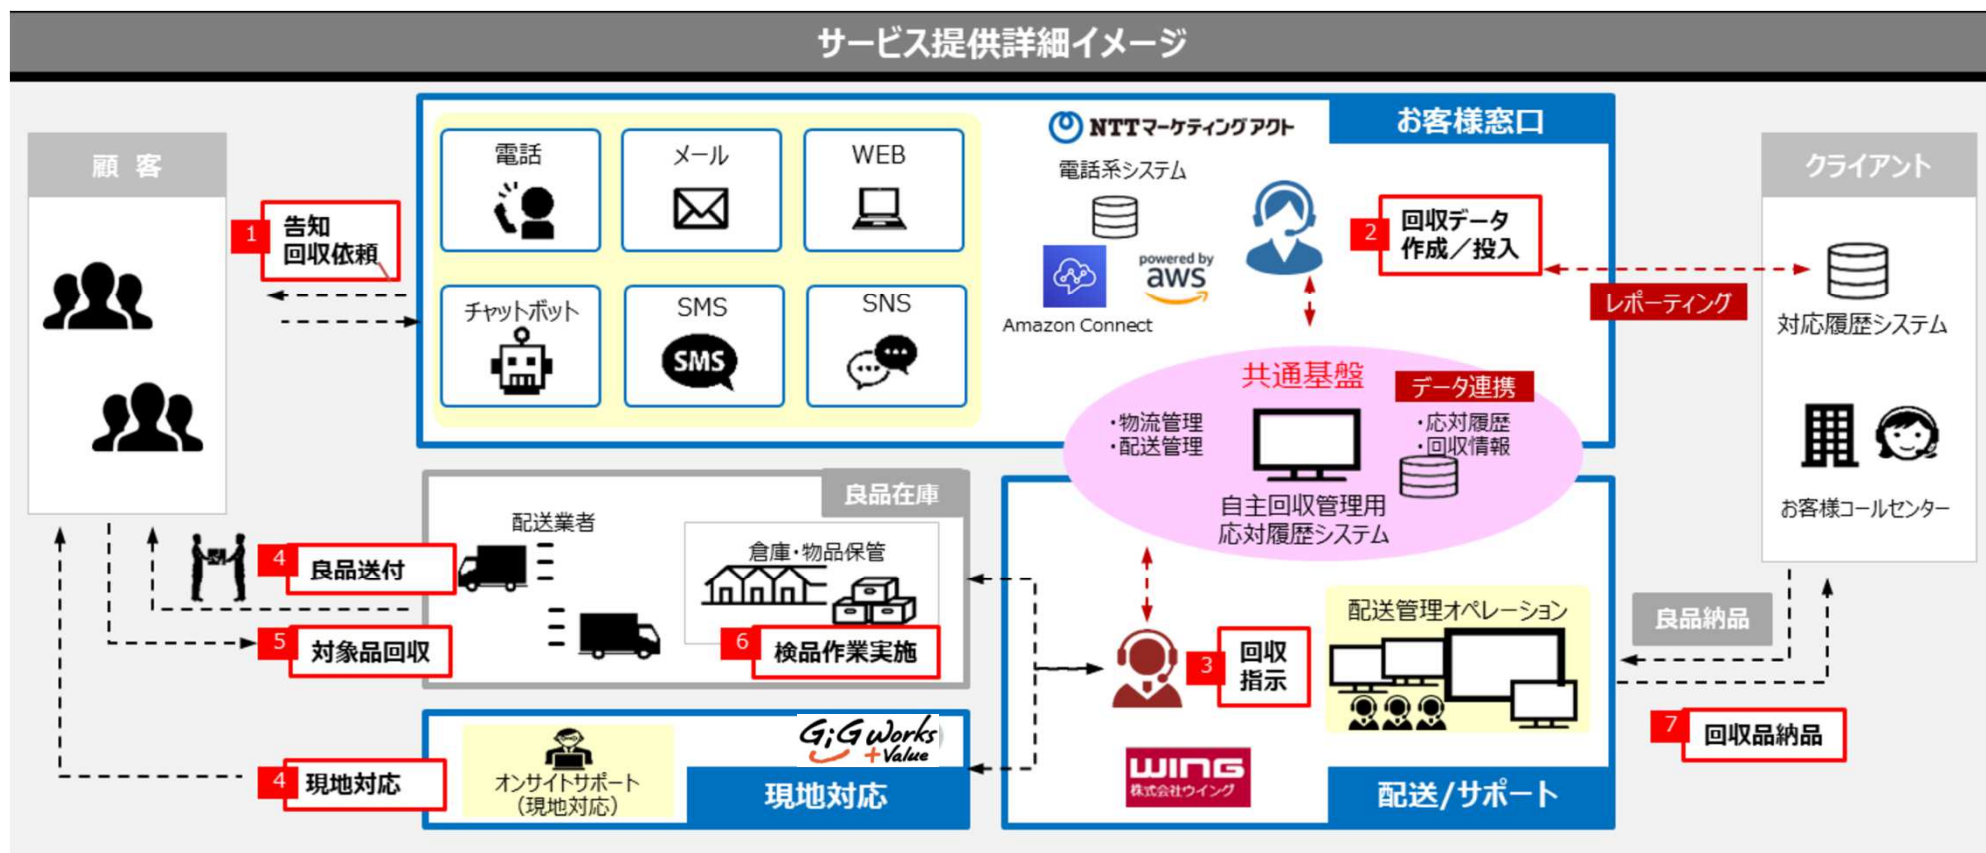 サービス提供詳細イメージ
顧 客
1
告知
回収依頼
電話
メール
WEB
チャットボット
SMS
SMS
SNS
NTTマーケティングアクト
お客様窓口
電話系システム
powered by
aws
Amazon Connect
2
回収データ
作成／投入
レポーティング
クライアント
対応履歴システム
お客様コールセンター
共通基盤
データ連携
・物流管理
・配送管理
・応対履歴
・回収情報
自主回収管理用
応対履歴システム
良品在庫
配送業者
倉庫・物品保管
4
良品送付
5
対象品回収
6
検品作業実施
3
回収
指示
配送管理オペレーション
良品納品
7
回収品納品
4
現地対応
オンサイトサポート
（現地対応）
GiG Works
+Value
現地対応
WING
株式会社ウイング
配送/サポート